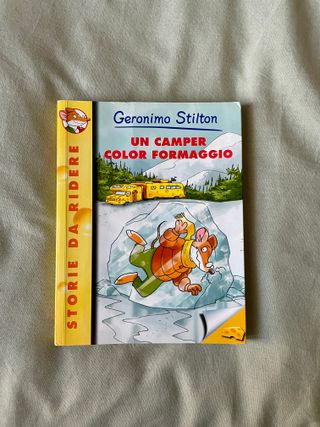 Geronimo Stilton
UN CAMPER
COLOR FORMAGGIO
STORIE DA RIDERE